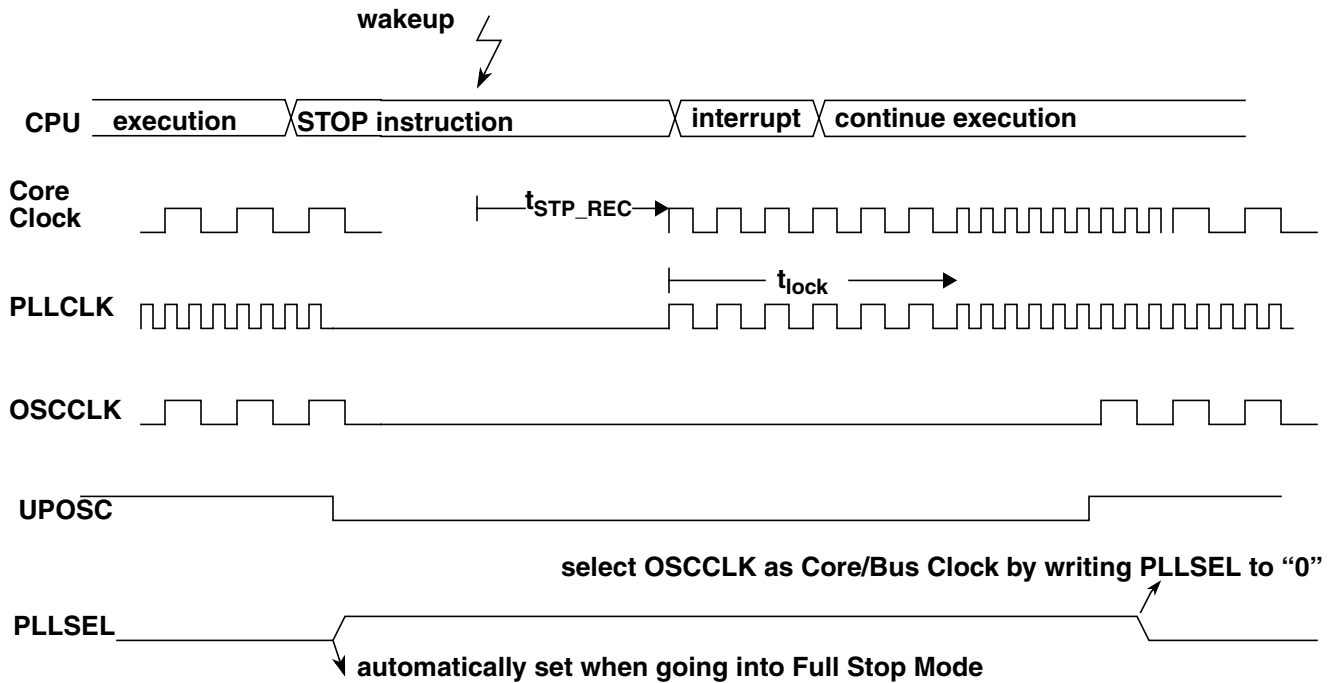 wakeup
CPU execution STOP instruction interrupt continue execution
Core
Clock
tSTP_REC
tlock
PLLCLK
OSCCLK
UPOSC
select OSCCLK as Core/Bus Clock by writing PLLSEL to “0”
PLLSEL
automatically set when going into Full Stop Mode